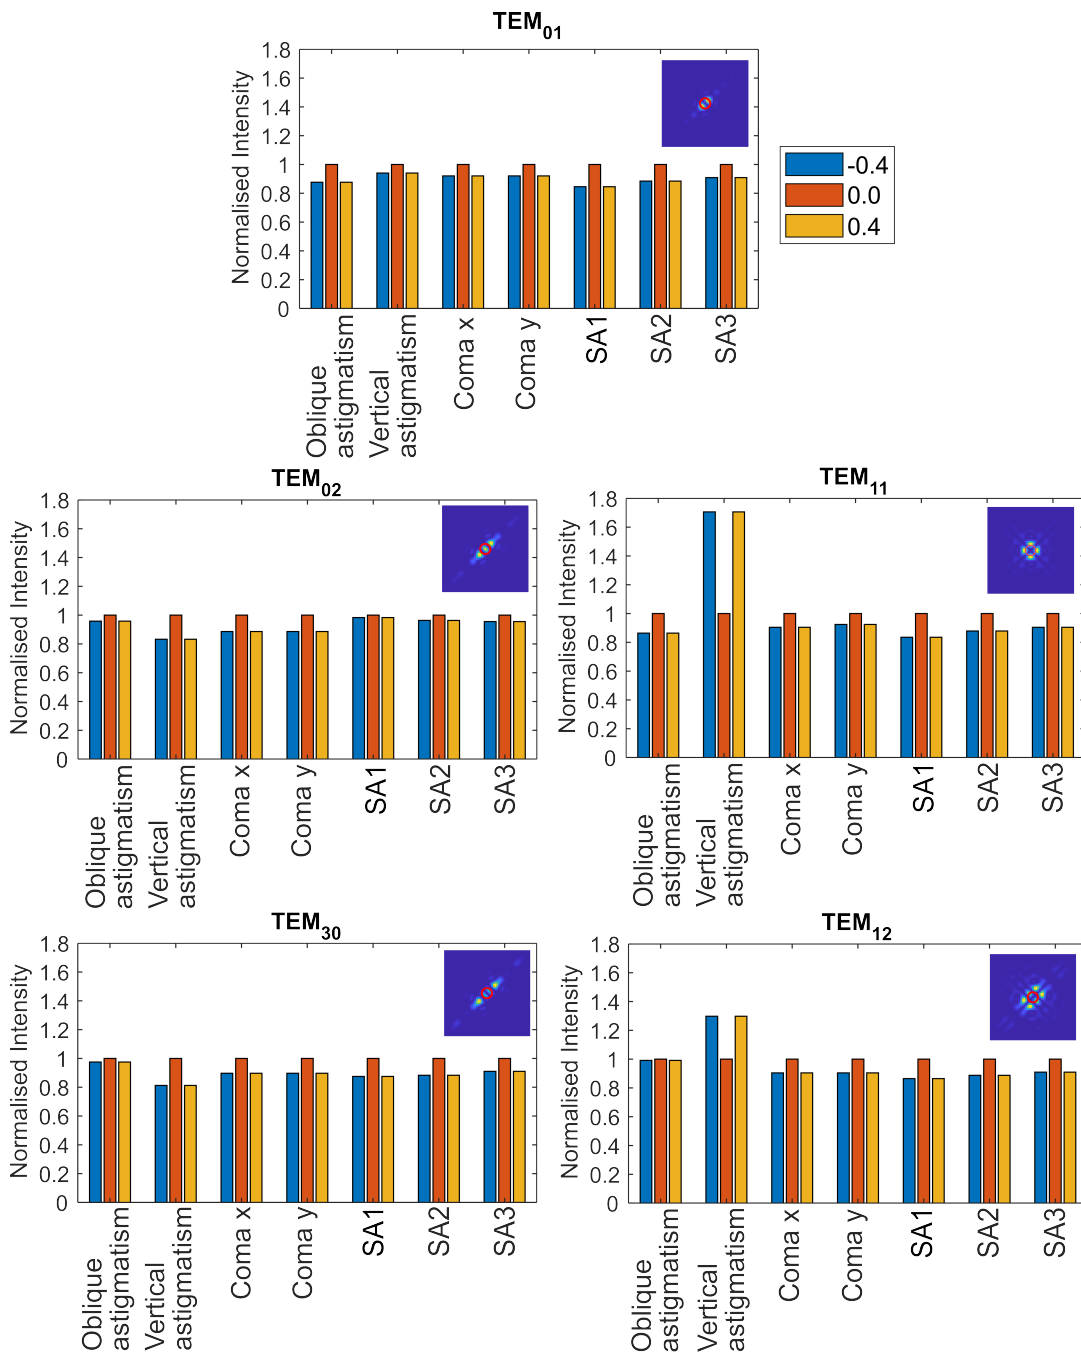 TEM01
1.8
1.6
1.4
1.2
1
0.8
0.6
0.4
0.2
0
Normalised Intensity
-0.4
0.0
0.4
Oblique
astigmatism
Vertical
astigmatism
Coma x
Coma y
SA1
SA2
SA3
TEM02
1.8
1.6
1.4
1.2
1
0.8
0.6
0.4
0.2
0
Normalised Intensity
Oblique
astigmatism
Vertical
astigmatism
Coma x
Coma y
SA1
SA2
SA3
TEM11
1.8
1.6
1.4
1.2
1
0.8
0.6
0.4
0.2
0
Normalised Intensity
Oblique
astigmatism
Vertical
astigmatism
Coma x
Coma y
SA1
SA2
SA3
TEM30
1.8
1.6
1.4
1.2
1
0.8
0.6
0.4
0.2
0
Normalised Intensity
Oblique
astigmatism
Vertical
astigmatism
Coma x
Coma y
SA1
SA2
SA3
TEM12
1.8
1.6
1.4
1.2
1
0.8
0.6
0.4
0.2
0
Normalised Intensity
Oblique
astigmatism
Vertical
astigmatism
Coma x
Coma y
SA1
SA2
SA3